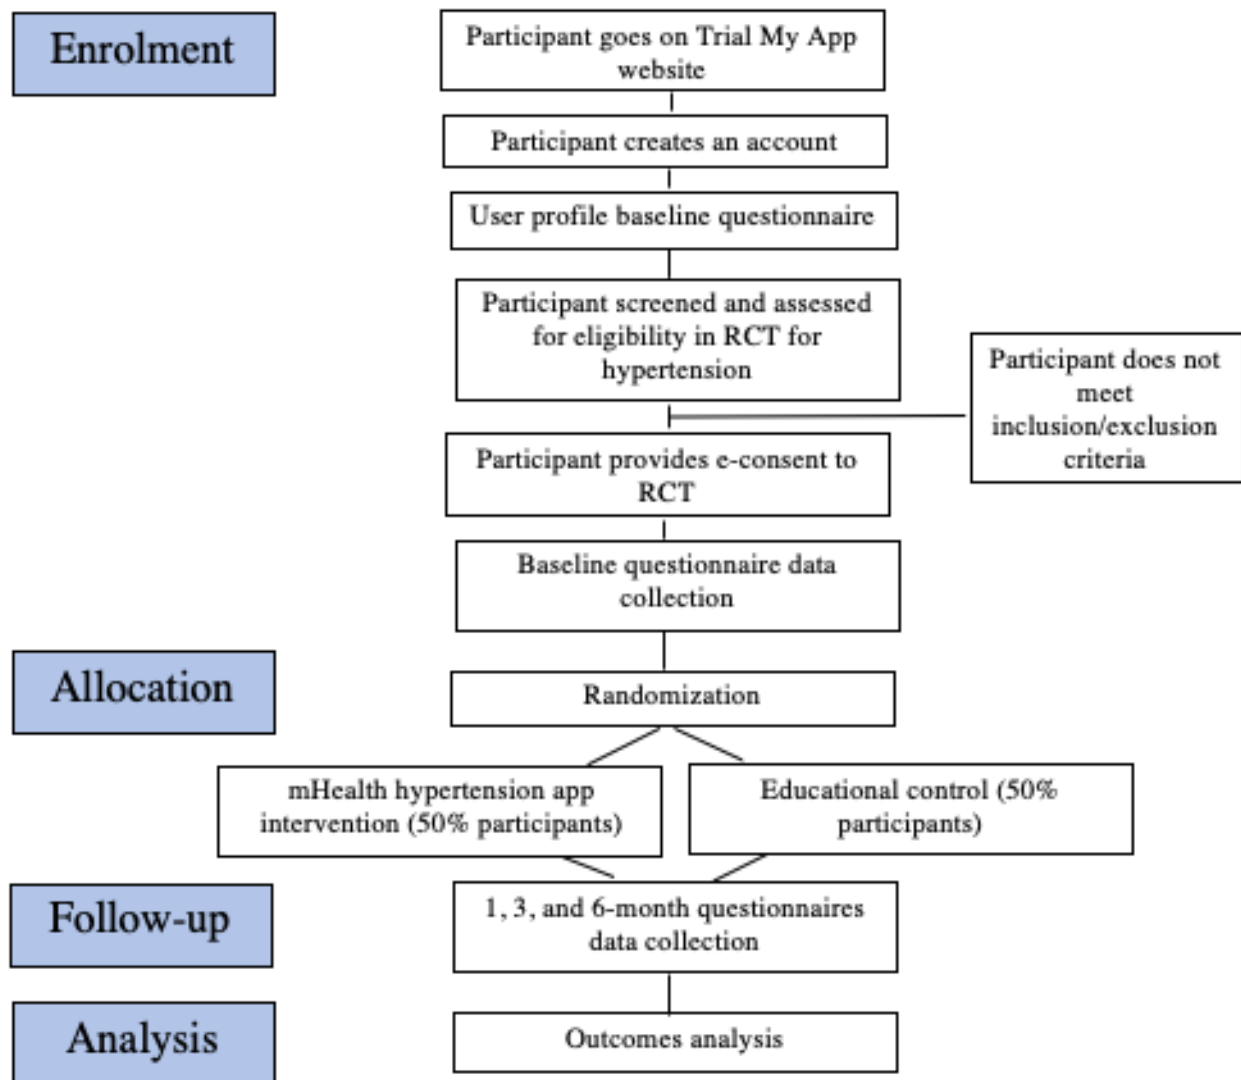 Enrolment
Participant goes on Trial My App
website
Participant creates an account
User profile baseline questionnaire
Participant screened and assessed
for eligibility in RCT for
hypertension
Participant does not
meet
inclusion/exclusion
criteria
Participant provides e-consent to
RCT
Baseline questionnaire data
collection
Allocation
Randomization
mHealth hypertension app
intervention (50% participants)
Educational control (50%
participants)
Follow-up
1, 3, and 6-month questionnaires
data collection
Analysis
Outcomes analysis